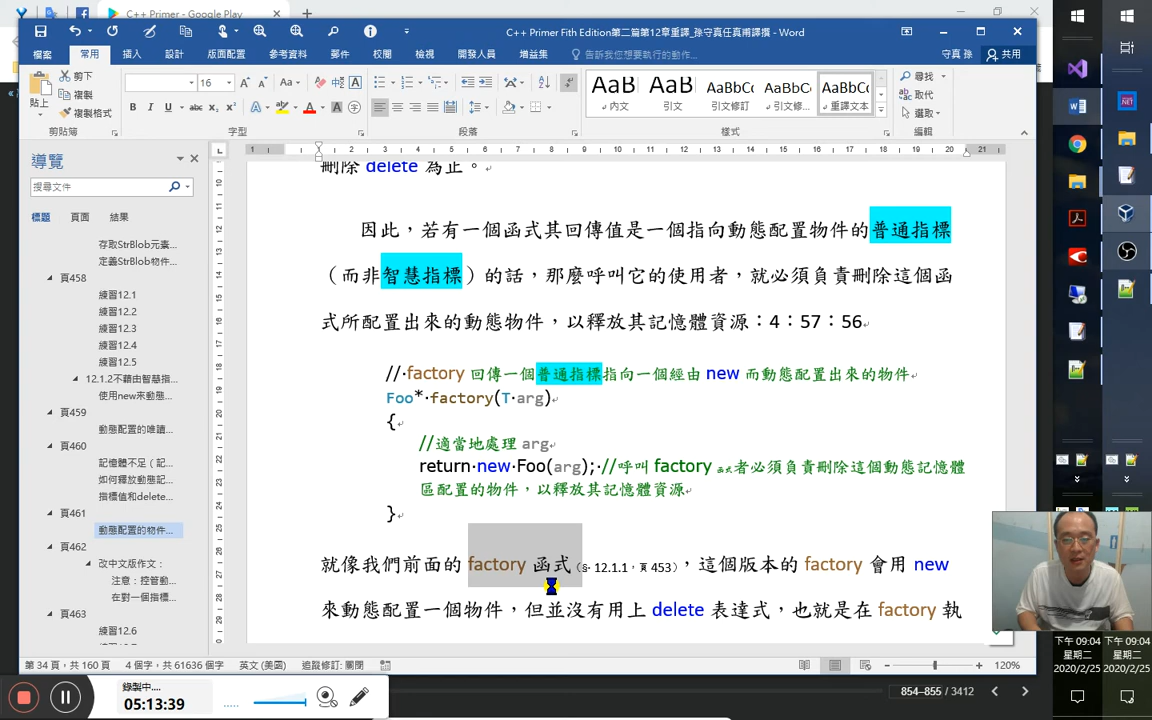 C++ Primer - Google Play
C++ Primer Fifth Edition第二篇第12章重譯_孫守真任真甫譯撰 - Word
檔案 常用 插入 設計 版面配置 參考資料 郵件 校閱 檢視 開發人員 增益集 告訴我您想要執行的動作... 守真 孫 共用
貼上 剪下 複製 複製格式
16
AaB AaB AaBbCc AaBbCc AaBbCc
內文 引文 引文修訂 引文修... 重譯文本
尋找 取代 選取
剪貼簿 字型 段落 樣式 編輯
導覽
搜尋文件
標題 頁面 結果
存取StrBlob元素...
定義StrBlob物件...
頁458
練習12.1
練習12.2
練習12.3
練習12.4
練習12.5
12.1.2不藉由智慧指...
使用new來動態...
頁459
動態配置的唯讀...
頁460
記憶體不足（記...
如何釋放動態記...
指標值和delete...
頁461
動態配置的物件...
頁462
改中文版作文：
注意：控管動...
在對一個指標...
頁463
練習12.6
刪除 delete 為止。
因此，若有一個函式其回傳值是一個指向動態配置物件的普通指標
（而非智慧指標）的話，那麼呼叫它的使用者，就必須負責刪除這個函
式所配置出來的動態物件，以釋放其記憶體資源：4：57：56
//·factory 回傳一個普通指標指向一個經由 new 而動態配置出來的物件
Foo*·factory(T·arg)
{
//適當地處理 arg
return·new·Foo(arg);·//呼叫 factory 函式者必須負責刪除這個動態記憶體
區配置的物件，以釋放其記憶體資源
}
就像我們前面的 factory 函式（§·12.1.1，頁 453），這個版本的 factory 會用 new
來動態配置一個物件，但並沒有用上 delete 表達式，也就是在 factory 執
第 34 頁，共 160 頁 4 個字，共 61636 個字 英文 (美國) 追蹤修訂: 關閉 120%
錄製中....
05:13:39
854–855 / 3412
下午 09:04
星期二
2020/2/25
下午 09:04
星期二
2020/2/25